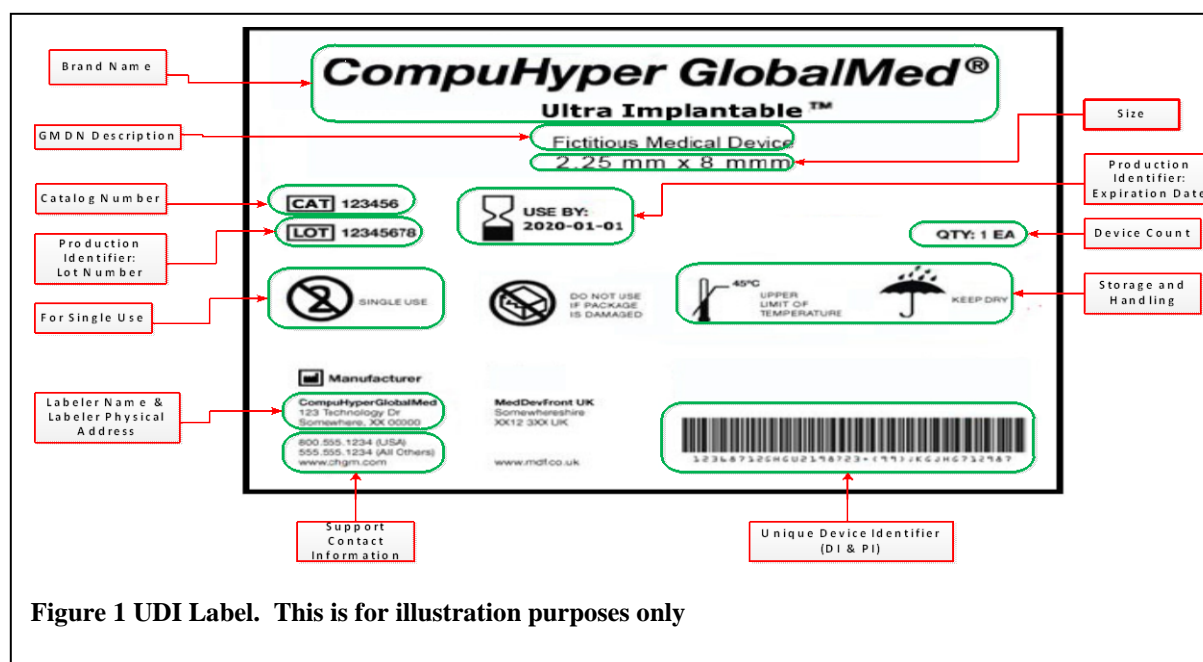 Brand Name
CompuHyper GlobalMed®
Ultra Implantable™
GMDN Description
Fictitious Medical Device
Size
2.25 mm x 8 mmm
Production
Identifier:
Expiration Date
Catalog Number
CAT 123456
USE BY:
2020-01-01
Production
Identifier:
Lot Number
LOT 12345678
QTY: 1 EA
Device Count
For Single Use
SINGLE USE
DO NOT USE
IF PACKAGE
IS DAMAGED
45°C
UPPER
LIMIT OF
TEMPERATURE
KEEP DRY
Storage and
Handling
Manufacturer
Labeler Name &
Labeler Physical
Address
CompuHyperGlobalMed
123 Technology Dr
Somewhere, XX 00000
800.555.1234 (USA)
555.555.1234 (All Others)
www.chgm.com
MedDevFront UK
Somewhereshire
XX12 3XX UK
www.mdf.co.uk
Support
Contact
Information
Unique Device Identifier
(DI & PI)
Figure 1 UDI Label. This is for illustration purposes only